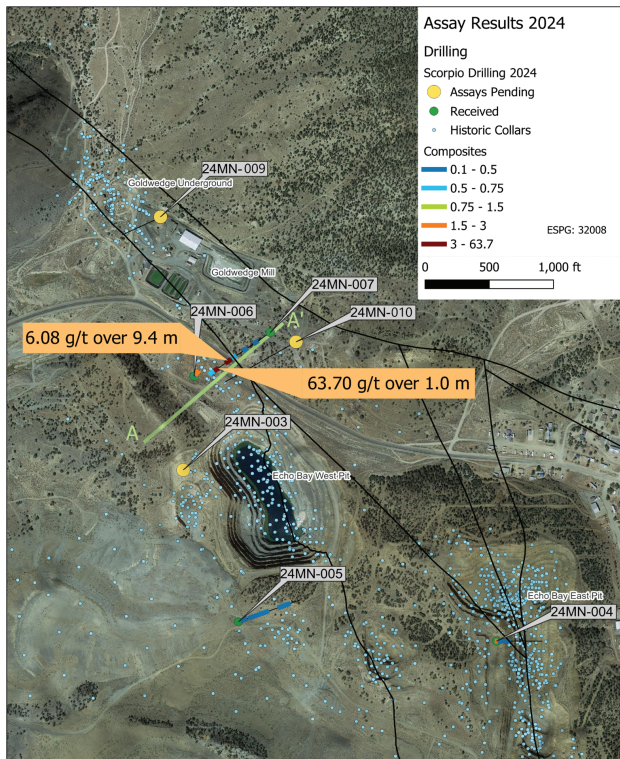 Assay Results 2024
Drilling
Scorpio Drilling 2024
Assays Pending
Received
Historic Collars
Composites
0.1 - 0.5
0.5 - 0.75
0.75 - 1.5
1.5 - 3
3 - 63.7
ESPG: 32008
0 500 1,000 ft
24MN-009
Goldwedge Underground
Goldwedge Mill
24MN-007
24MN-006
A'
24MN-010
6.08 g/t over 9.4 m
63.70 g/t over 1.0 m
A
24MN-003
Echo Bay West Pit
24MN-005
Echo Bay East Pit
24MN-004